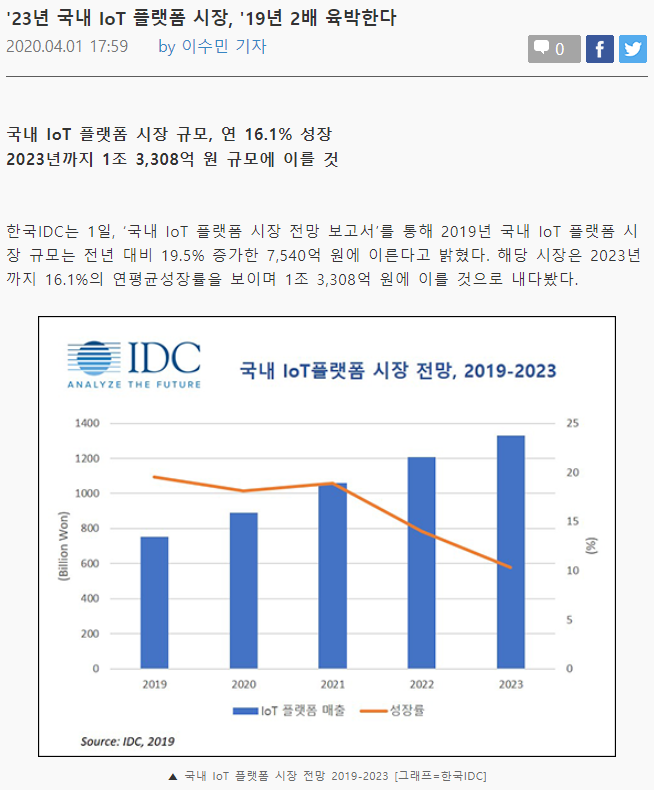 '23년 국내 IoT 플랫폼 시장, '19년 2배 육박한다
2020.04.01 17:59 by 이수민 기자
0
국내 IoT 플랫폼 시장 규모, 연 16.1% 성장
2023년까지 1조 3,308억 원 규모에 이를 것
한국IDC는 1일, ‘국내 IoT 플랫폼 시장 전망 보고서’를 통해 2019년 국내 IoT 플랫폼 시
장 규모는 전년 대비 19.5% 증가한 7,540억 원에 이른다고 밝혔다. 해당 시장은 2023년
까지 16.1%의 연평균성장률을 보이며 1조 3,308억 원에 이를 것으로 내다봤다.
IDC
ANALYZE THE FUTURE
국내 IoT플랫폼 시장 전망, 2019-2023
1400
1200
1000
800
600
400
200
0
(Billion Won)
25
20
15
10
5
0
(%)
2019 2020 2021 2022 2023
IoT 플랫폼 매출 성장률
Source: IDC, 2019
▲ 국내 IoT 플랫폼 시장 전망 2019-2023 [그래프=한국IDC]